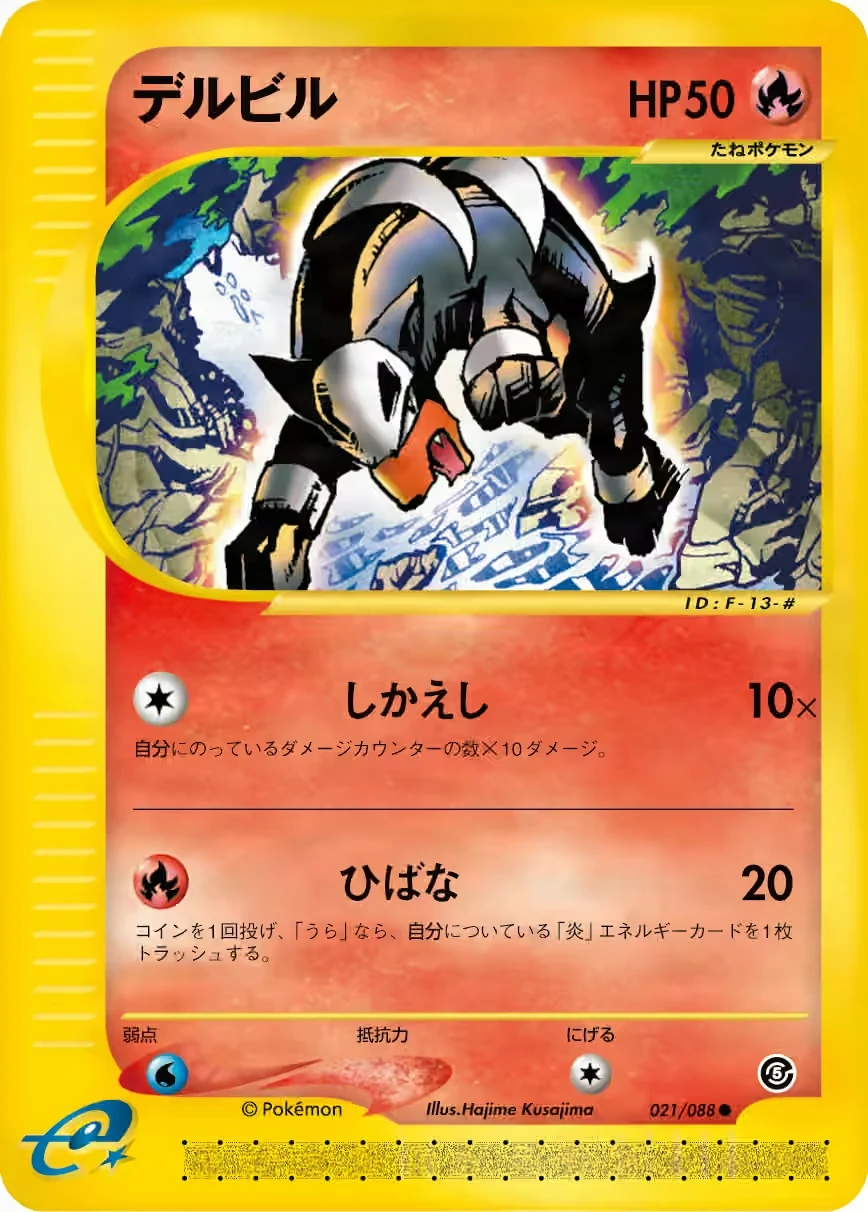 デルビル
HP50
たねポケモン
ID:F-13-#
しかえし
10×
自分にのっているダメージカウンターの数×10ダメージ。
ひばな
20
コインを1回投げ、「うら」なら、自分についている「炎」エネルギーカードを1枚
トラッシュする。
弱点
抵抗力
にげる
5
© Pokémon
Illus.Hajime Kusajima
021/088●
e